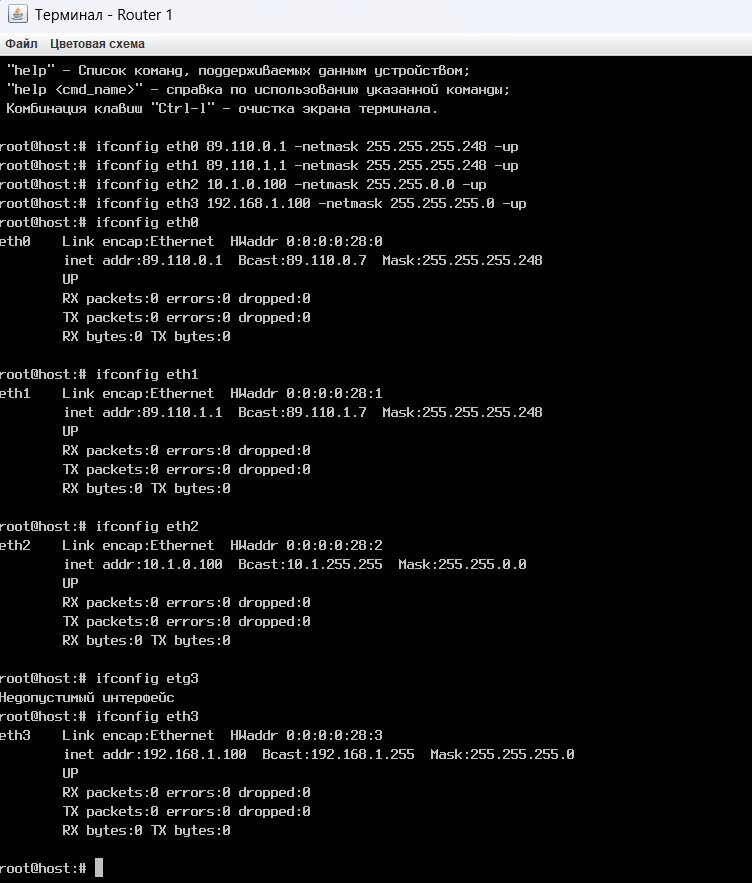 Терминал - Router 1
Файл Цветовая схема
"help" - Список команд, поддерживаемых данным устройством;
"help <cmd_name>" - справка по использованию указанной команды;
Комбинация клавиш "Ctrl-l" - очистка экрана терминала.
root@host:# ifconfig eth0 89.110.0.1 -netmask 255.255.255.248 -up
root@host:# ifconfig eth1 89.110.1.1 -netmask 255.255.255.248 -up
root@host:# ifconfig eth2 10.1.0.100 -netmask 255.255.0.0 -up
root@host:# ifconfig eth3 192.168.1.100 -netmask 255.255.255.0 -up
root@host:# ifconfig eth0
eth0 Link encap:Ethernet HWaddr 0:0:0:0:28:0
inet addr:89.110.0.1 Bcast:89.110.0.7 Mask:255.255.255.248
UP
RX packets:0 errors:0 dropped:0
TX packets:0 errors:0 dropped:0
RX bytes:0 TX bytes:0
root@host:# ifconfig eth1
eth1 Link encap:Ethernet HWaddr 0:0:0:0:28:1
inet addr:89.110.1.1 Bcast:89.110.1.7 Mask:255.255.255.248
UP
RX packets:0 errors:0 dropped:0
TX packets:0 errors:0 dropped:0
RX bytes:0 TX bytes:0
root@host:# ifconfig eth2
eth2 Link encap:Ethernet HWaddr 0:0:0:0:28:2
inet addr:10.1.0.100 Bcast:10.1.255.255 Mask:255.255.0.0
UP
RX packets:0 errors:0 dropped:0
TX packets:0 errors:0 dropped:0
RX bytes:0 TX bytes:0
root@host:# ifconfig etg3
Недопустимый интерфейс
root@host:# ifconfig eth3
eth3 Link encap:Ethernet HWaddr 0:0:0:0:28:3
inet addr:192.168.1.100 Bcast:192.168.1.255 Mask:255.255.255.0
UP
RX packets:0 errors:0 dropped:0
TX packets:0 errors:0 dropped:0
RX bytes:0 TX bytes:0
root@host:#